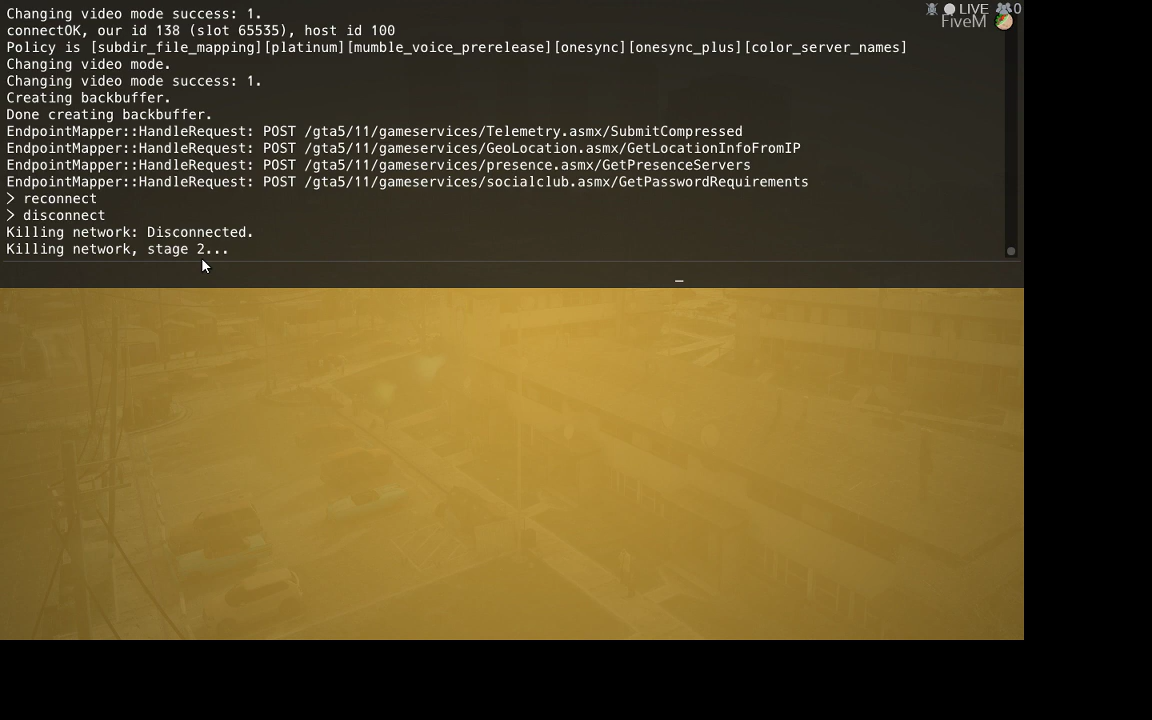 Changing video mode success: 1.
connectOK, our id 138 (slot 65535), host id 100
Policy is [subdir_file_mapping][platinum][mumble_voice_prerelease][onesync][onesync_plus][color_server_names]
Changing video mode.
Changing video mode success: 1.
Creating backbuffer.
Done creating backbuffer.
EndpointMapper::HandleRequest: POST /gta5/11/gameservices/Telemetry.asmx/SubmitCompressed
EndpointMapper::HandleRequest: POST /gta5/11/gameservices/GeoLocation.asmx/GetLocationInfoFromIP
EndpointMapper::HandleRequest: POST /gta5/11/gameservices/presence.asmx/GetPresenceServers
EndpointMapper::HandleRequest: POST /gta5/11/gameservices/socialclub.asmx/GetPasswordRequirements
> reconnect
> disconnect
Killing network: Disconnected.
Killing network, stage 2...
_
LIVE 0
FiveM